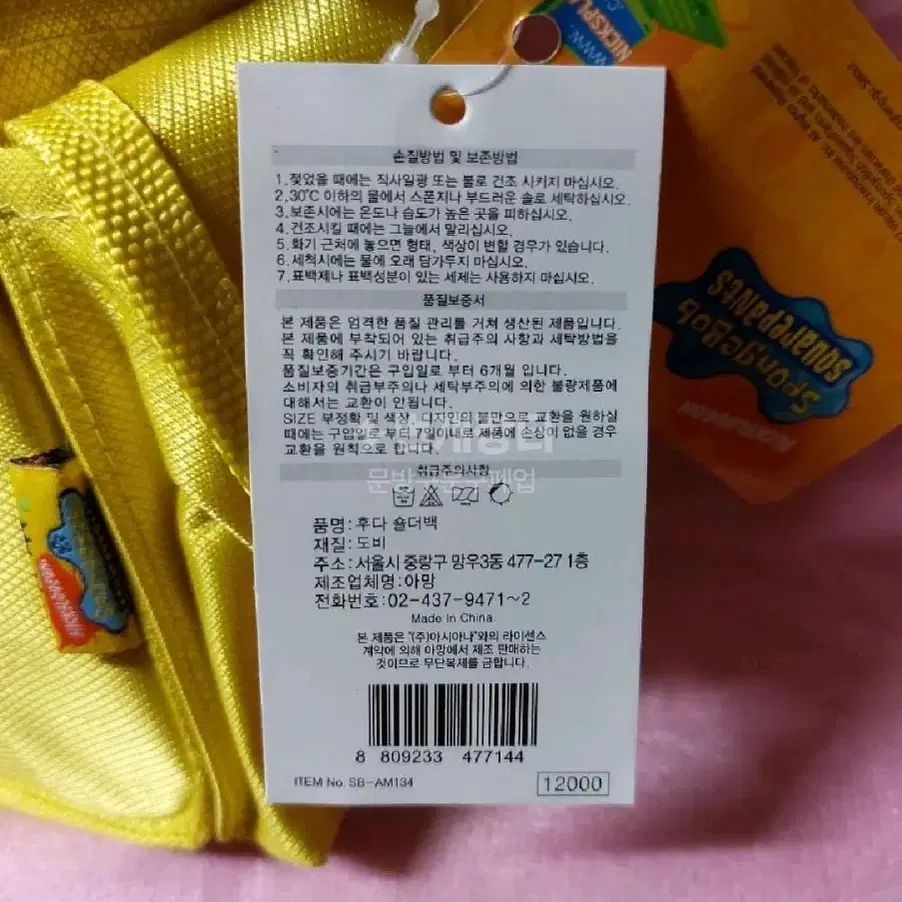 손질방법 및 보존방법
1.젖었을 때에는 직사일광 또는 불로 건조 시키지 마십시오.
2.30℃ 이하의 물에서 스폰지나 부드러운 솔로 세탁하십시오.
3.보존시에는 온도나 습도가 높은 곳을 피하십시오.
4.건조시킬 때에는 그늘에서 말리십시오.
5.화기 근처에 놓으면 형태, 색상이 변할 경우가 있습니다.
6.세척시에는 물에 오래 담가두지 마십시오.
7.표백제나 표백성분이 있는 세제는 사용하지 마십시오.
품질보증서
본 제품은 엄격한 품질 관리를 거쳐 생산된 제품입니다.
본 제품에 부착되어 있는 취급주의 사항과 세탁방법을
꼭 확인해 주시기 바랍니다.
품질보증기간은 구입일로 부터 6개월 입니다.
소비자의 취급부주의나 세탁부주의에 의한 불량제품에
대해서는 교환이 안됩니다.
SIZE 부정확 및 색상, 디자인의 불만으로 교환을 원하실
때에는 구입일로 부터 7일이내로 제품에 손상이 없을 경우
교환을 원칙으로 합니다.
취급주의사항
품명:후다 숄더백
재질:도비
주소:서울시 중랑구 망우3동 477-27 1층
제조업체명:아망
전화번호:02-437-9471~2
Made in China
본 제품은 "(주)아시아나"와의 라이센스
계약에 의해 아망에서 제조 판매하는
것이므로 무단복제를 금합니다.
8 809233 477144
ITEM No. SB-AM134
12000
SpongeBob
SQUAREPANTS
NICKELODEON